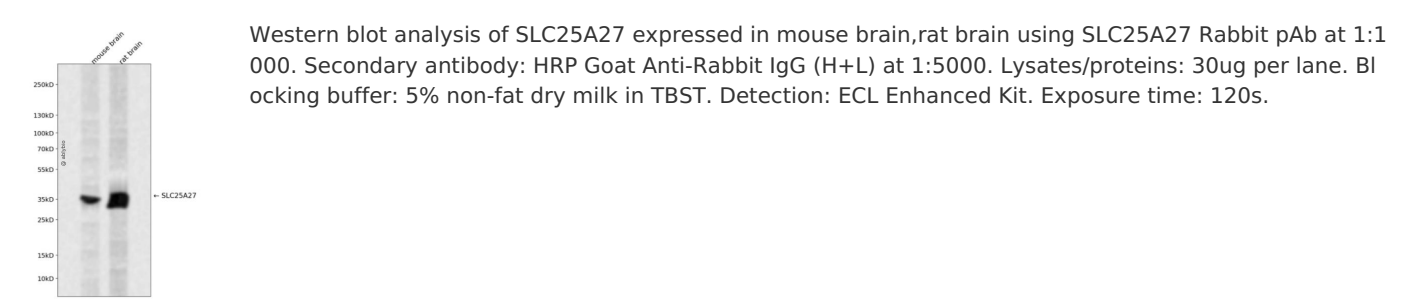 mouse brain
rat brain
Western blot analysis of SLC25A27 expressed in mouse brain,rat brain using SLC25A27 Rabbit pAb at 1:1
000. Secondary antibody: HRP Goat Anti-Rabbit IgG (H+L) at 1:5000. Lysates/proteins: 30ug per lane. Bl
ocking buffer: 5% non-fat dry milk in TBST. Detection: ECL Enhanced Kit. Exposure time: 120s.
250kD
130kD
100kD
70kD
55kD
35kD
← SLC25A27
25kD
15kD
10kD